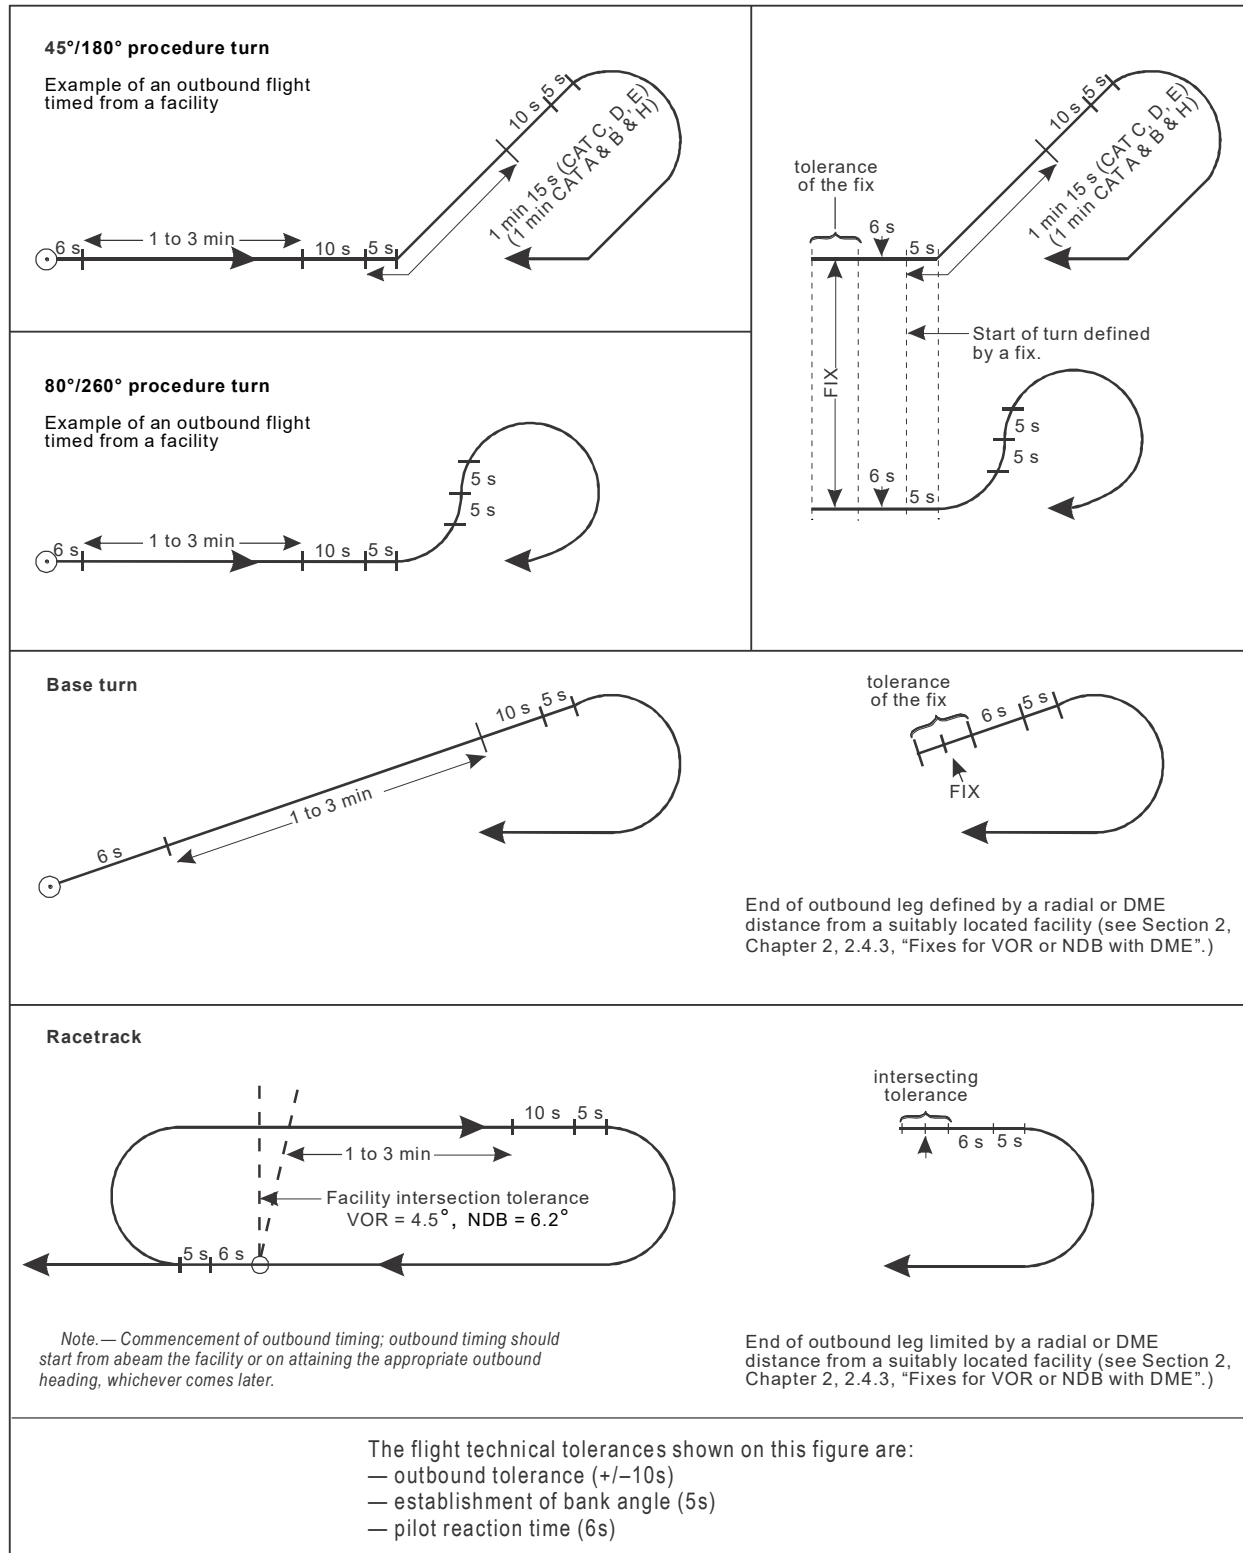 45°/180° procedure turn
Example of an outbound flight
timed from a facility
6 s
1 to 3 min
10 s
5 s
10 s
5 s
1 min 15 s (CAT C, D, E)
(1 min CAT A & B & H)
tolerance
of the fix
6 s
5 s
10 s
5 s
1 min 15 s (CAT C, D, E)
(1 min CAT A & B & H)
Start of turn defined
by a fix.
FIX
6 s
5 s
5 s
5 s
80°/260° procedure turn
Example of an outbound flight
timed from a facility
6 s
1 to 3 min
10 s
5 s
5 s
5 s
Base turn
6 s
1 to 3 min
10 s
5 s
tolerance
of the fix
6 s
5 s
FIX
End of outbound leg defined by a radial or DME
distance from a suitably located facility (see Section 2,
Chapter 2, 2.4.3, “Fixes for VOR or NDB with DME”.)
Racetrack
10 s
5 s
1 to 3 min
Facility intersection tolerance
VOR = 4.5°, NDB = 6.2°
5 s
6 s
intersecting
tolerance
6 s
5 s
Note.— Commencement of outbound timing; outbound timing should
start from abeam the facility or on attaining the appropriate outbound
heading, whichever comes later.
End of outbound leg limited by a radial or DME
distance from a suitably located facility (see Section 2,
Chapter 2, 2.4.3, “Fixes for VOR or NDB with DME”.)
The flight technical tolerances shown on this figure are:
— outbound tolerance (+/–10s)
— establishment of bank angle (5s)
— pilot reaction time (6s)